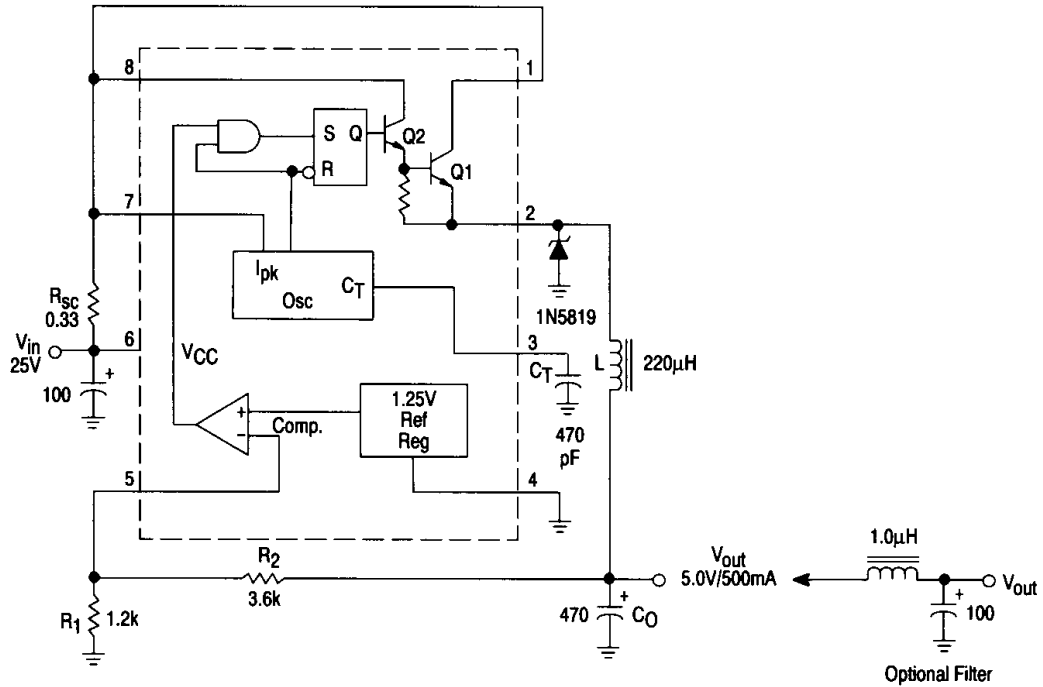 8
1
S Q
Q2
R
Q1
7
2
Ipk
CT
Osc
RSC
0.33
1N5819
Vin
25V
6
VCC
3
L
220μH
CT
100
+
1.25V
Ref
Reg
+
Comp.
−
470
pF
5
4
R2
3.6k
Vout
5.0V/500mA
1.0μH
Vout
R1
1.2k
470
+
CO
+
100
Optional Filter